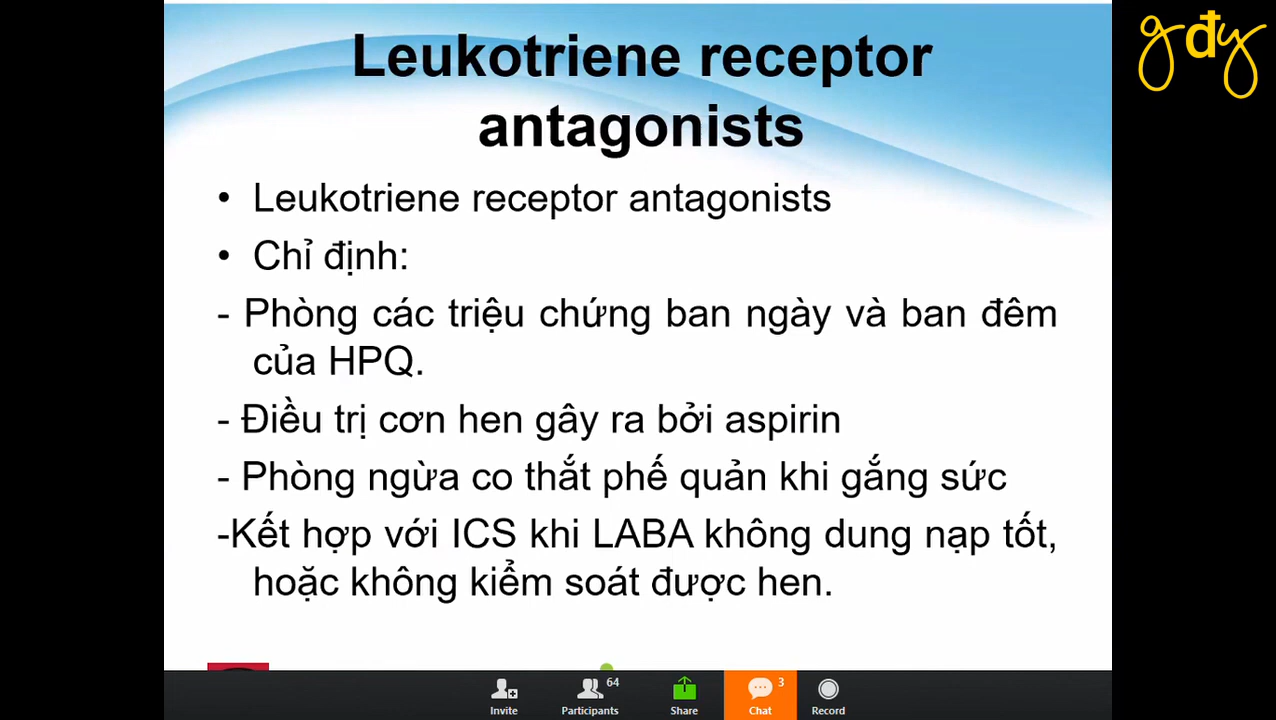 gđy
Leukotriene receptor
antagonists
• Leukotriene receptor antagonists
• Chỉ định:
- Phòng các triệu chứng ban ngày và ban đêm
của HPQ.
- Điều trị cơn hen gây ra bởi aspirin
- Phòng ngừa co thắt phế quản khi gắng sức
-Kết hợp với ICS khi LABA không dung nạp tốt,
hoặc không kiểm soát được hen.
64
3
Invite
Participants
Share
Chat
Record